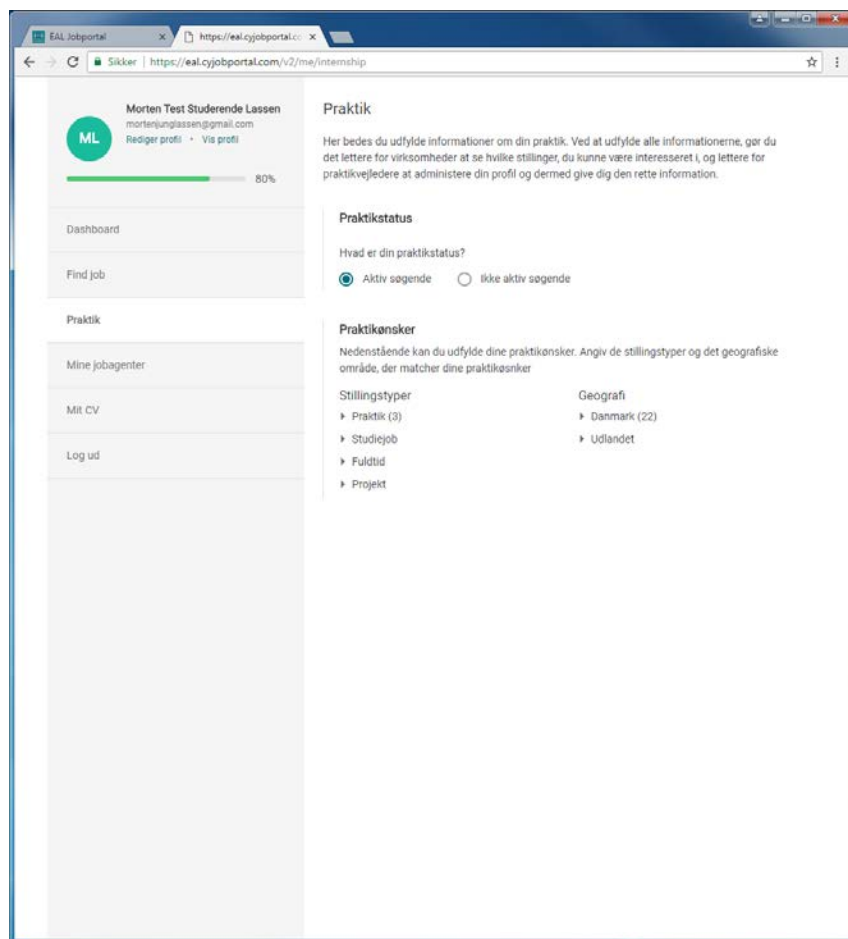 EAL Jobportal
https://eal.cyjobportal.cc
Sikker | https://eal.cyjobportal.com/v2/me/internship
ML
Morten Test Studerende Lassen
mortenjunglassen@gmail.com
Rediger profil • Vis profil
80%
Dashboard
Find job
Praktik
Mine jobagenter
Mit CV
Log ud
Praktik
Her bedes du udfylde informationer om din praktik. Ved at udfylde alle informationerne, gør du
det lettere for virksomheder at se hvilke stillinger, du kunne være interesseret i, og lettere for
praktikvejledere at administere din profil og dermed give dig den rette information.
Praktikstatus
Hvad er din praktikstatus?
Aktiv søgende
Ikke aktiv søgende
Praktikønsker
Nedenstående kan du udfylde dine praktikønsker. Angiv de stillingstyper og det geografiske
område, der matcher dine praktikøsnker
Stillingstyper
Praktik (3)
Studiejob
Fuldtid
Projekt
Geografi
Danmark (22)
Udlandet